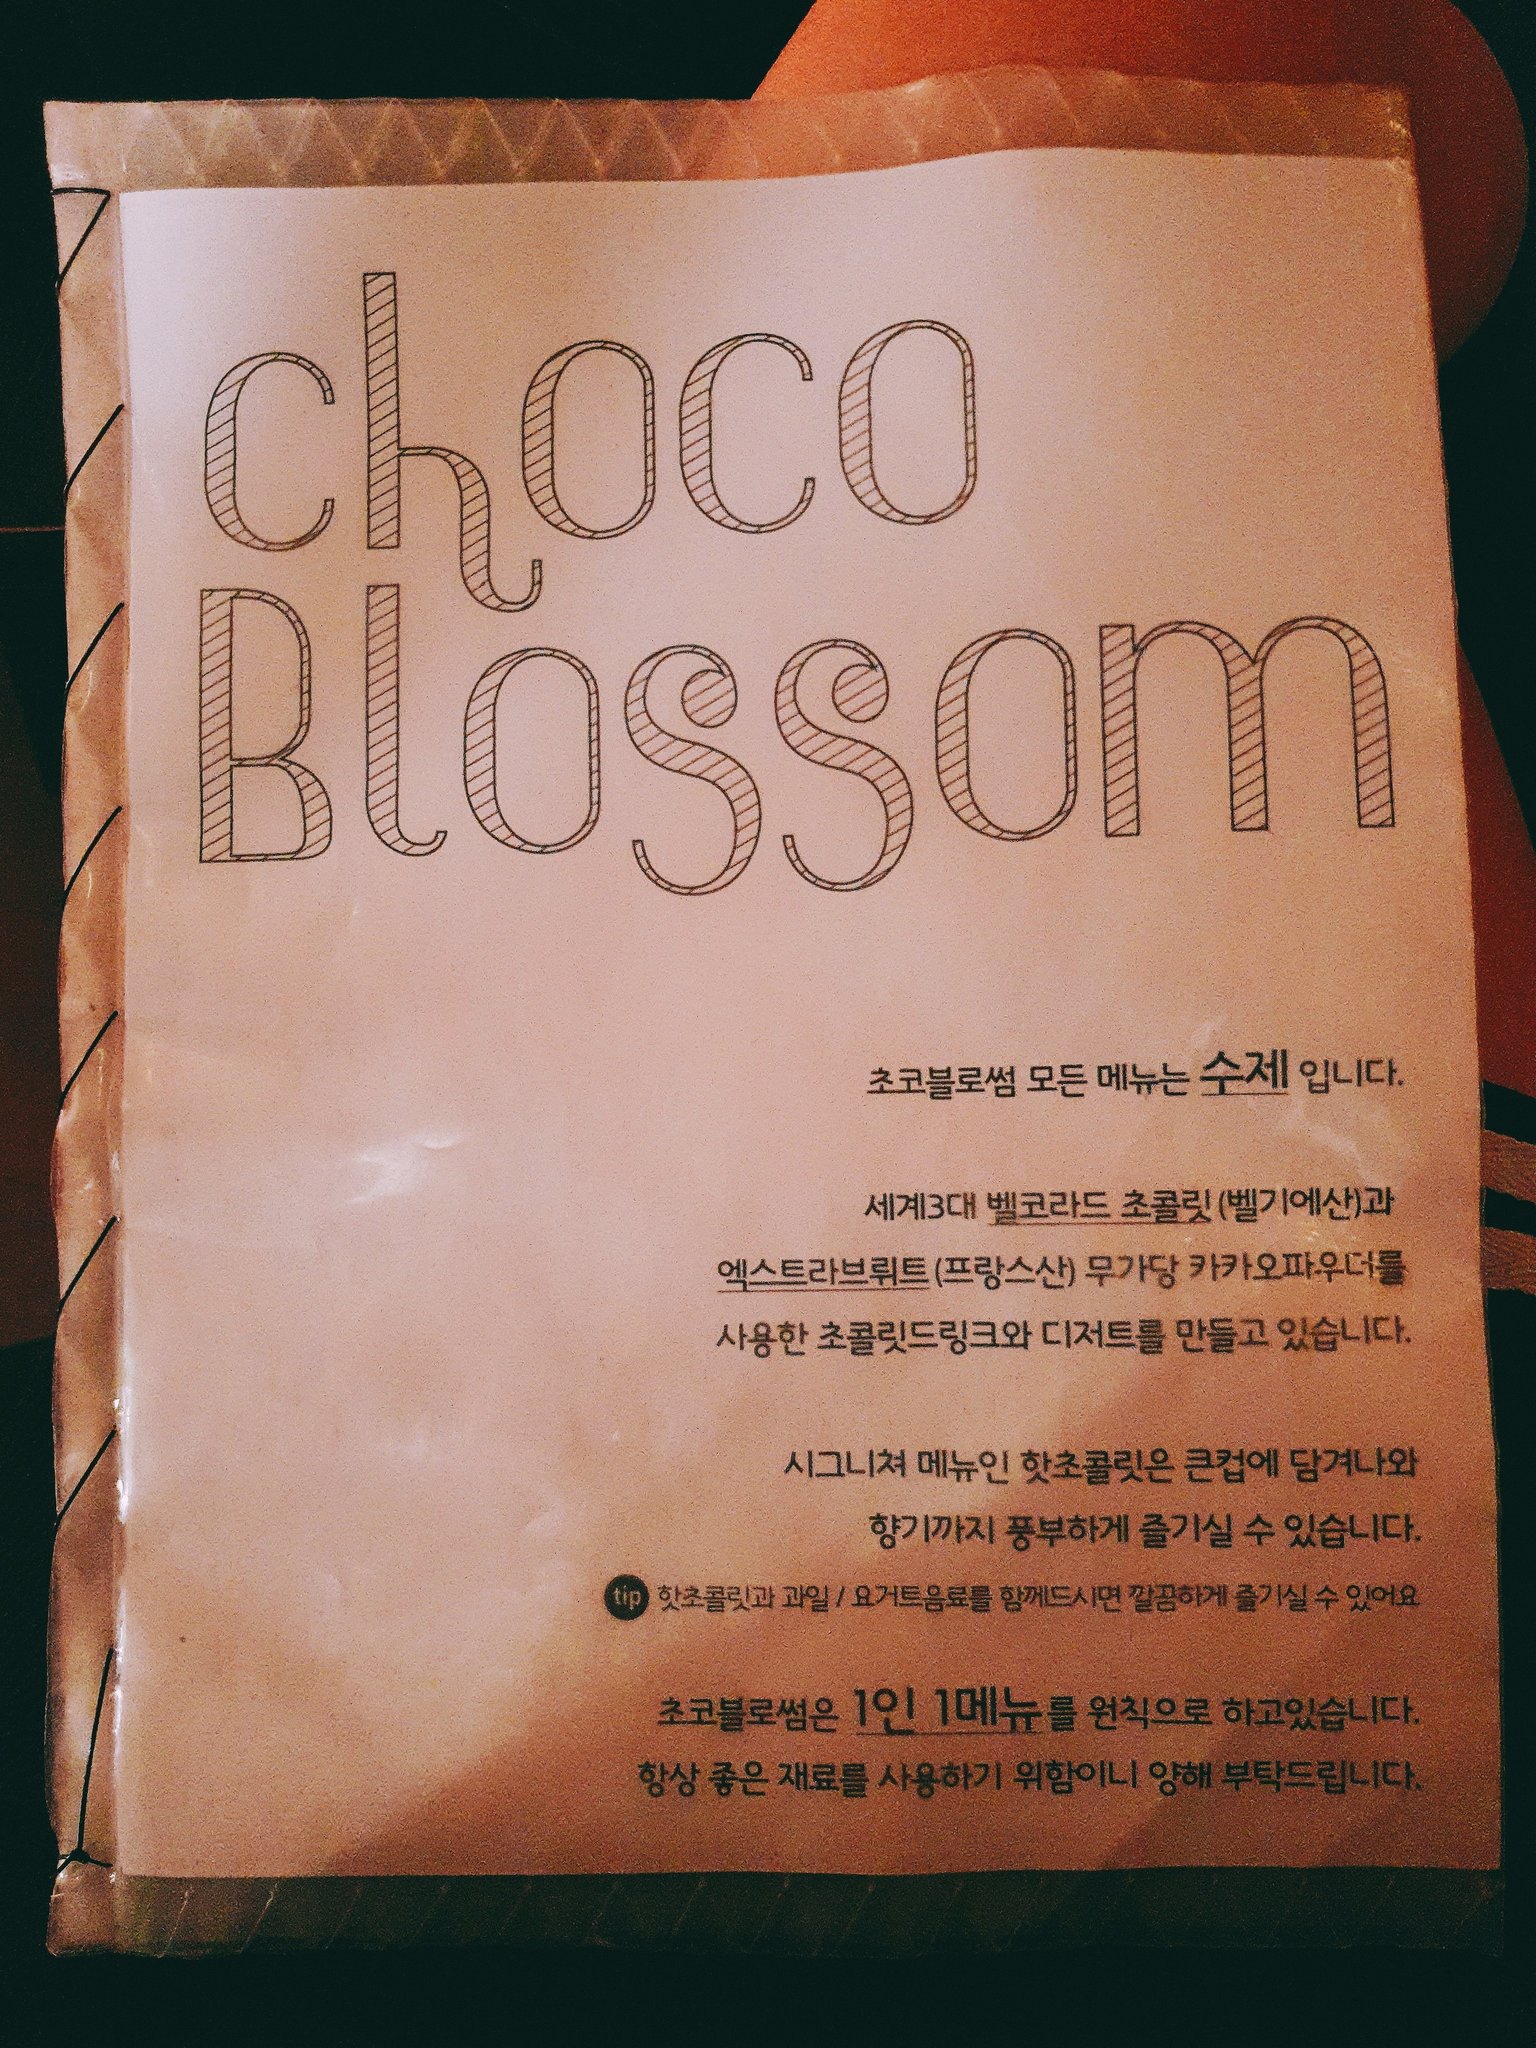 choco
Blossom
초코블로썸 모든 메뉴는 수제 입니다.
세계3대 벨코라드 초콜릿(벨기에산)과
엑스트라브뤼트(프랑스산) 무가당 카카오파우더를
사용한 초콜릿드링크와 디저트를 만들고 있습니다.
시그니쳐 메뉴인 핫초콜릿은 큰컵에 담겨나와
향기까지 풍부하게 즐기실 수 있습니다.
tip 핫초콜릿과 과일 / 요거트음료를 함께드시면 깔끔하게 즐기실 수 있어요
초코블로썸은 1인 1메뉴를 원칙으로 하고있습니다.
항상 좋은 재료를 사용하기 위함이니 양해 부탁드립니다.